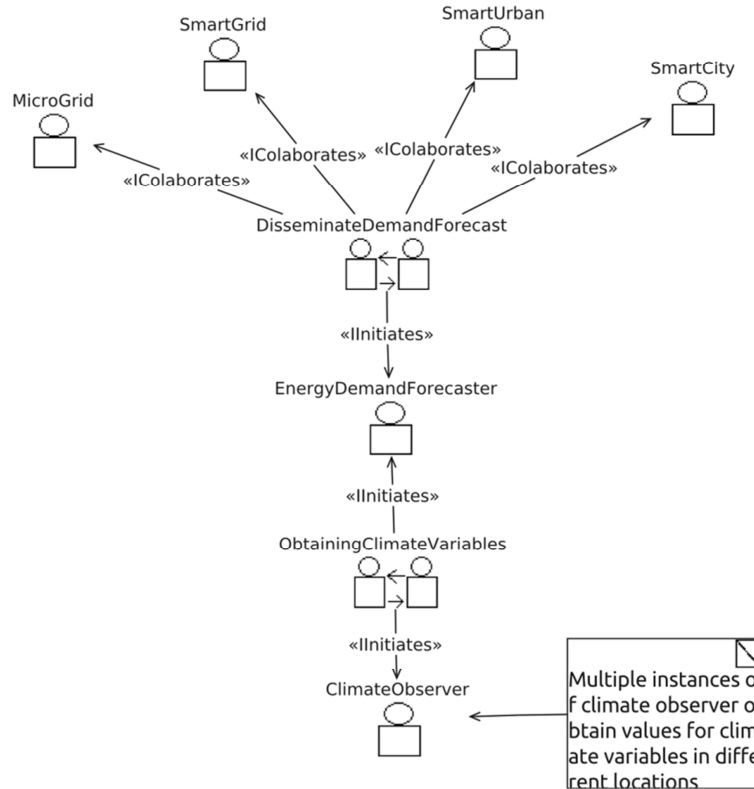 SmartGrid
SmartUrban
SmartCity
MicroGrid
«IColaborates»
«IColaborates»
«IColaborates»
«IColaborates»
DisseminateDemandForecast
«IInitiates»
EnergyDemandForecaster
«IInitiates»
ObtainingClimateVariables
«IInitiates»
ClimateObserver
Multiple instances o
f climate observer o
btain values for clim
ate variables in diffe
rent locations